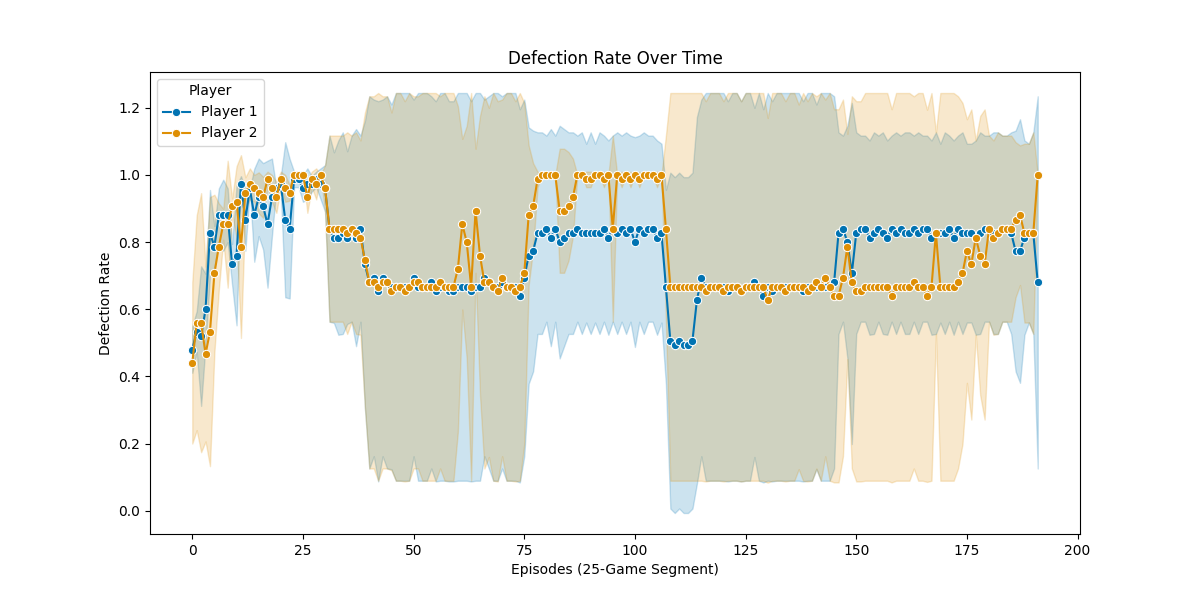 Defection Rate Over Time
Player
Player 1
Player 2
Defection Rate
1.2
1.0
0.8
0.6
0.4
0.2
0.0
0 25 50 75 100 125 150 175 200
Episodes (25-Game Segment)